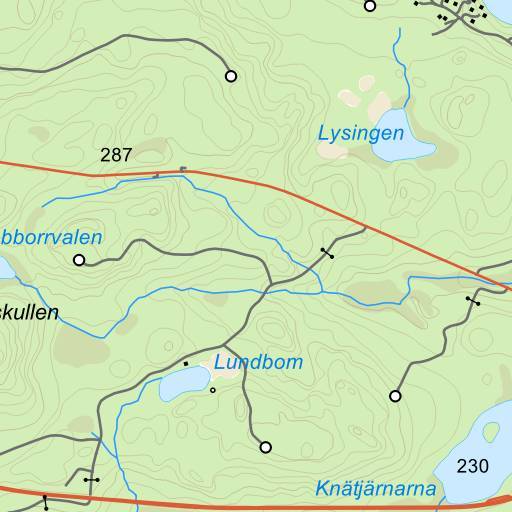 Lysingen
287
bborrvalen
skullen
Lundbom
230
Knätjärnarna